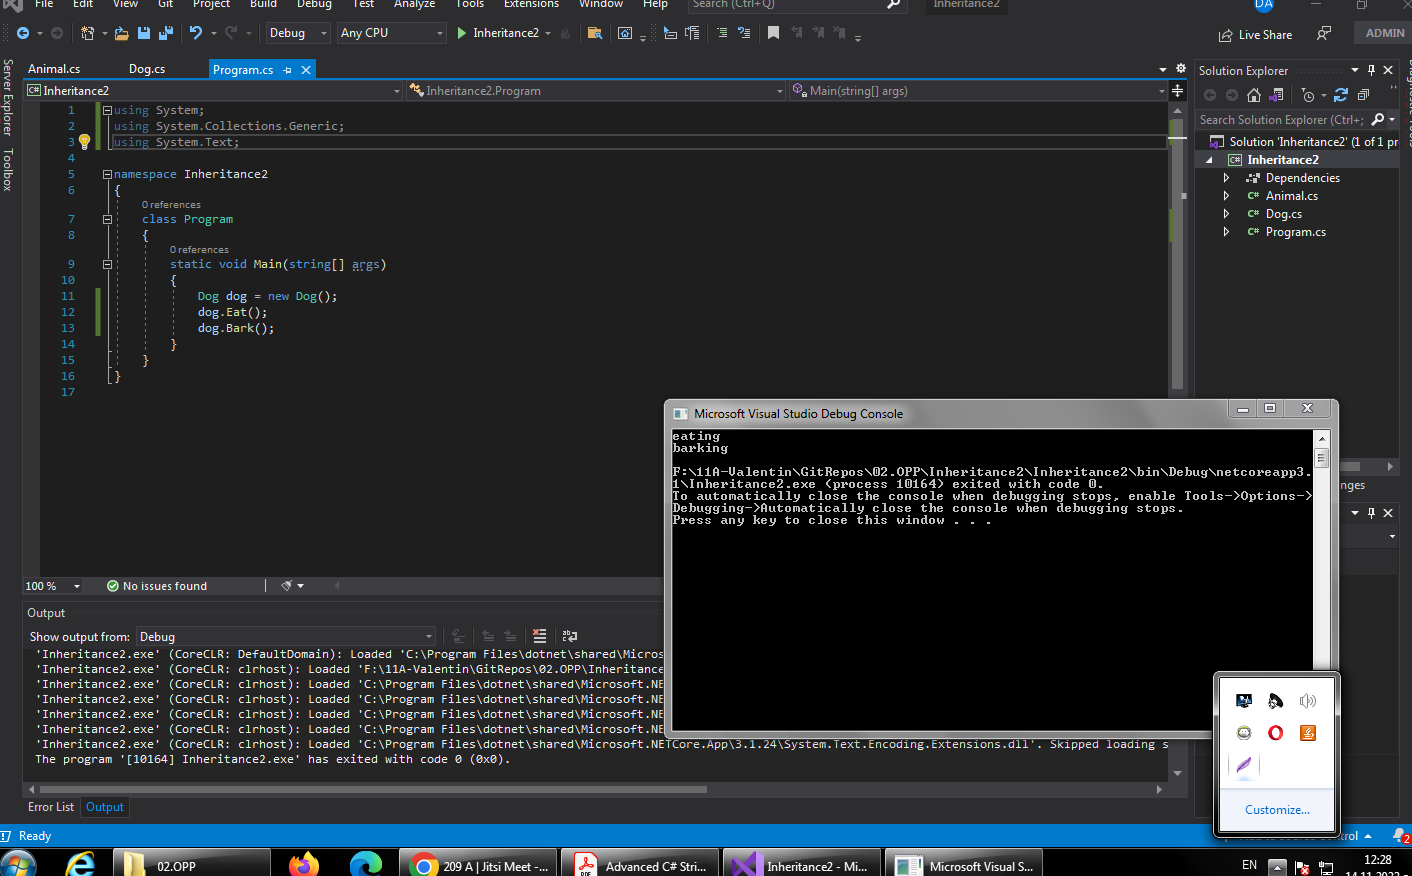 File Edit View Git Project Build Debug Test Analyze Tools Extensions Window Help Search (Ctrl+Q) Inheritance2 DA
Debug Any CPU Inheritance2 Live Share ADMIN
Server Explorer
Toolbox
Animal.cs Dog.cs Program.cs
Inheritance2 Inheritance2.Program Main(string[] args)
1 using System;
2 using System.Collections.Generic;
3 using System.Text;
4
5 namespace Inheritance2
6 {
0 references
7 class Program
8 {
0 references
9 static void Main(string[] args)
10 {
11 Dog dog = new Dog();
12 dog.Eat();
13 dog.Bark();
14 }
15 }
16 }
17
100 % No issues found
Solution Explorer
Search Solution Explorer (Ctrl+;
Solution 'Inheritance2' (1 of 1 pr
Inheritance2
Dependencies
Animal.cs
Dog.cs
Program.cs
nges
Microsoft Visual Studio Debug Console
eating
barking
F:\11A-Valentin\GitRepos\02.OPP\Inheritance2\Inheritance2\bin\Debug\netcoreapp3.
1\Inheritance2.exe (process 10164) exited with code 0.
To automatically close the console when debugging stops, enable Tools->Options->
Debugging->Automatically close the console when debugging stops.
Press any key to close this window . . .
Output
Show output from: Debug
'Inheritance2.exe' (CoreCLR: DefaultDomain): Loaded 'C:\Program Files\dotnet\shared\Micros
'Inheritance2.exe' (CoreCLR: clrhost): Loaded 'F:\11A-Valentin\GitRepos\02.OPP\Inheritance
'Inheritance2.exe' (CoreCLR: clrhost): Loaded 'C:\Program Files\dotnet\shared\Microsoft.NE
'Inheritance2.exe' (CoreCLR: clrhost): Loaded 'C:\Program Files\dotnet\shared\Microsoft.NE
'Inheritance2.exe' (CoreCLR: clrhost): Loaded 'C:\Program Files\dotnet\shared\Microsoft.NE
'Inheritance2.exe' (CoreCLR: clrhost): Loaded 'C:\Program Files\dotnet\shared\Microsoft.NE
'Inheritance2.exe' (CoreCLR: clrhost): Loaded 'C:\Program Files\dotnet\shared\Microsoft.NETCore.App\3.1.24\System.Text.Encoding.Extensions.dll'. Skipped loading s
The program '[10164] Inheritance2.exe' has exited with code 0 (0x0).
Error List Output
Customize...
Ready
2
02.OPP 209 A | Jitsi Meet -... Advanced C# Stri... Inheritance2 - Mi... Microsoft Visual S... EN 12:28